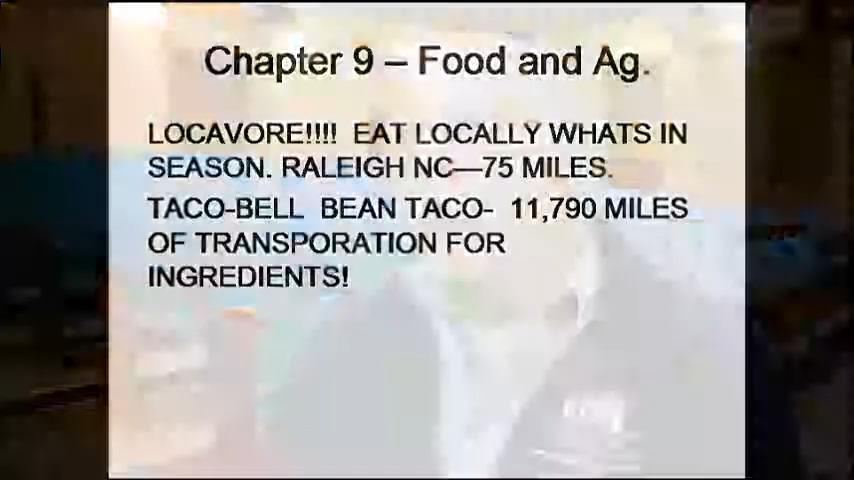 Chapter 9 – Food and Ag.
LOCAVORE!!!! EAT LOCALLY WHATS IN
SEASON. RALEIGH NC—75 MILES.
TACO-BELL BEAN TACO- 11,790 MILES
OF TRANSPORATION FOR
INGREDIENTS!